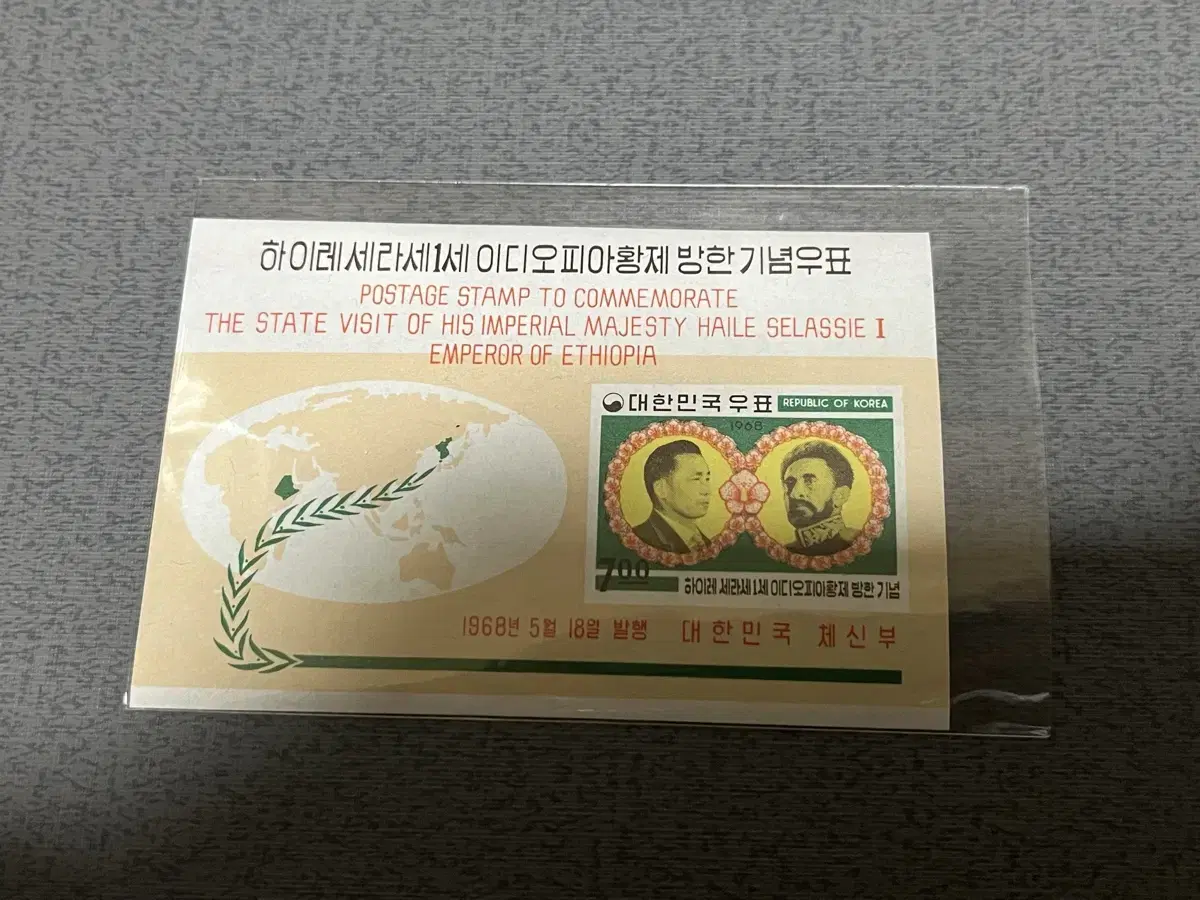 하이레 세라세 1세 이디오피아황제 방한 기념우표
POSTAGE STAMP TO COMMEMORATE
THE STATE VISIT OF HIS IMPERIAL MAJESTY HAILE SELASSIE I
EMPEROR OF ETHIOPIA
대한민국우표 REPUBLIC OF KOREA
1968
700
하이레 세라세 1세 이디오피아황제 방한 기념
1968년 5월 18일 발행 대한민국 체신부